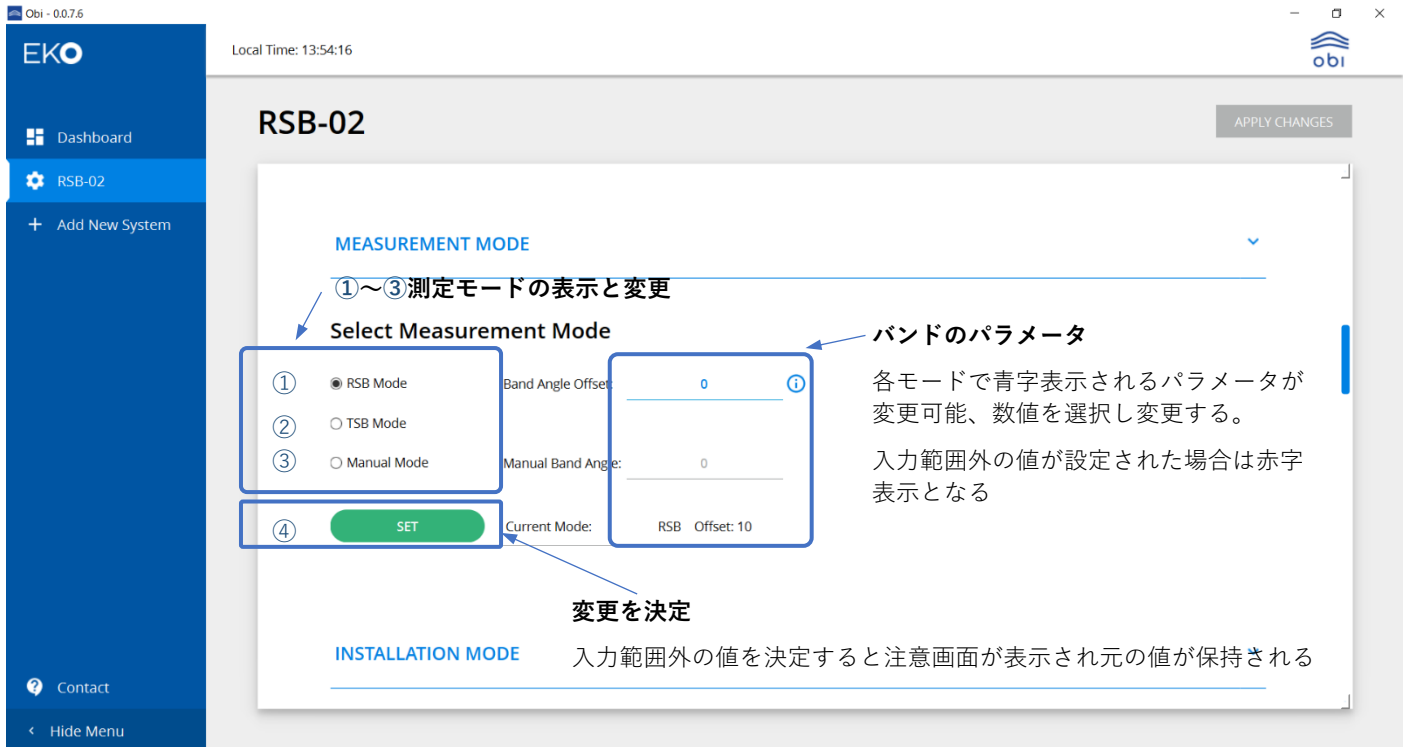 Obi - 0.0.7.6
EKO
Local Time: 13:54:16
obi
Dashboard
RSB-02
Add New System
Contact
Hide Menu
RSB-02
APPLY CHANGES
MEASUREMENT MODE
①～③測定モードの表示と変更
Select Measurement Mode
① RSB Mode Band Angle Offset: 0
② TSB Mode
③ Manual Mode Manual Band Angle: 0
④ SET Current Mode: RSB Offset: 10
バンドのパラメータ
各モードで青字表示されるパラメータが
変更可能、数値を選択し変更する。
入力範囲外の値が設定された場合は赤字
表示となる
変更を決定
INSTALLATION MODE
入力範囲外の値を決定すると注意画面が表示され元の値が保持される